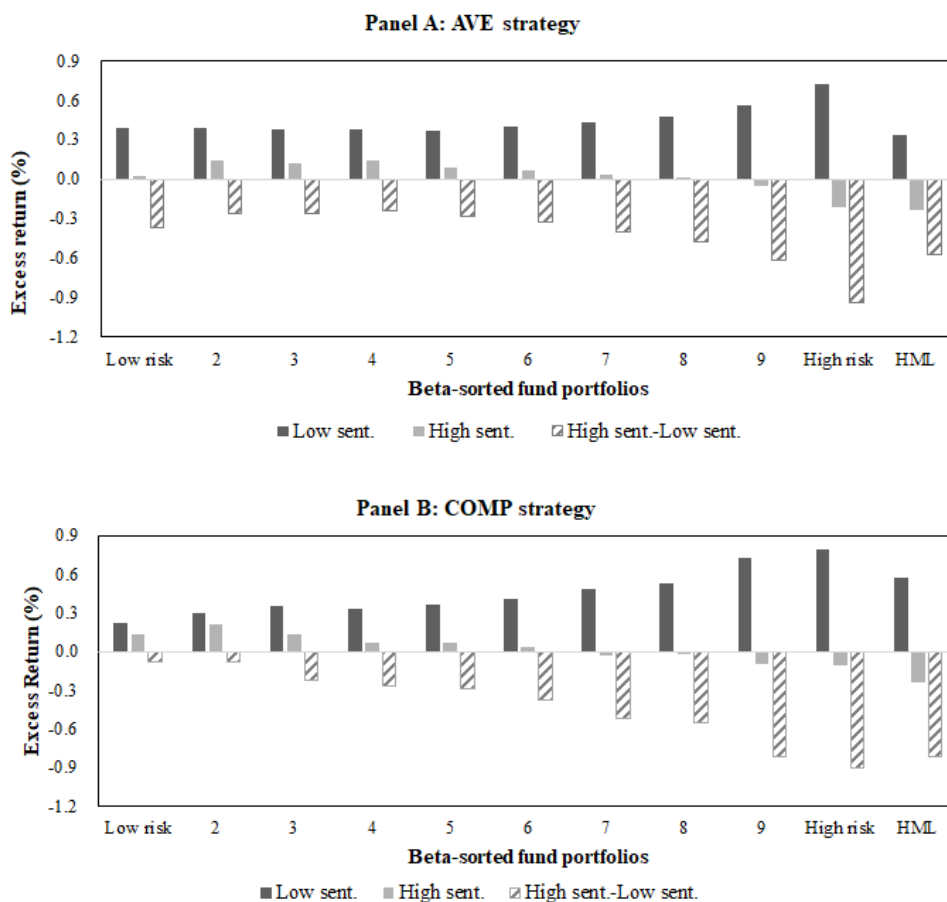 Panel A: AVE strategy
Excess return (%)
0.9
0.6
0.3
0.0
-0.3
-0.6
-0.9
-1.2
Low risk 2 3 4 5 6 7 8 9 High risk HML
Beta-sorted fund portfolios
Low sent. High sent. High sent.-Low sent.
Panel B: COMP strategy
Excess Return (%)
0.9
0.6
0.3
0.0
-0.3
-0.6
-0.9
-1.2
Low risk 2 3 4 5 6 7 8 9 High risk HML
Beta-sorted fund portfolios
Low sent. High sent. High sent.-Low sent.